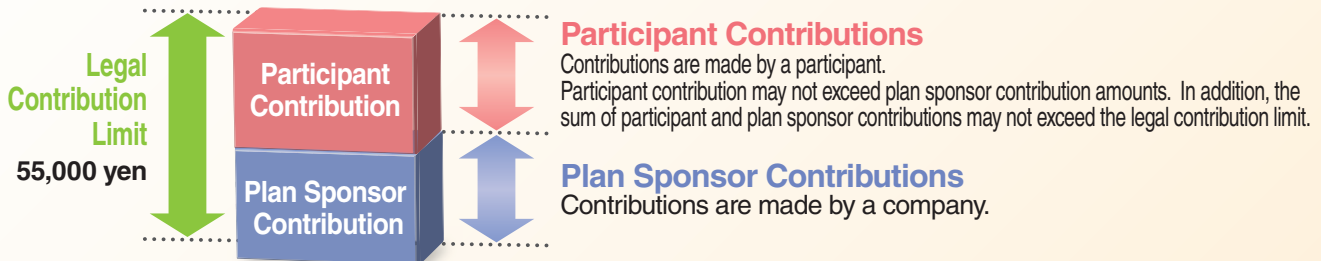 Legal
Contribution
Limit
55,000 yen
Participant
Contribution
Plan Sponsor
Contribution
Participant Contributions
Contributions are made by a participant.
Participant contribution may not exceed plan sponsor contribution amounts. In addition, the
sum of participant and plan sponsor contributions may not exceed the legal contribution limit.
Plan Sponsor Contributions
Contributions are made by a company.